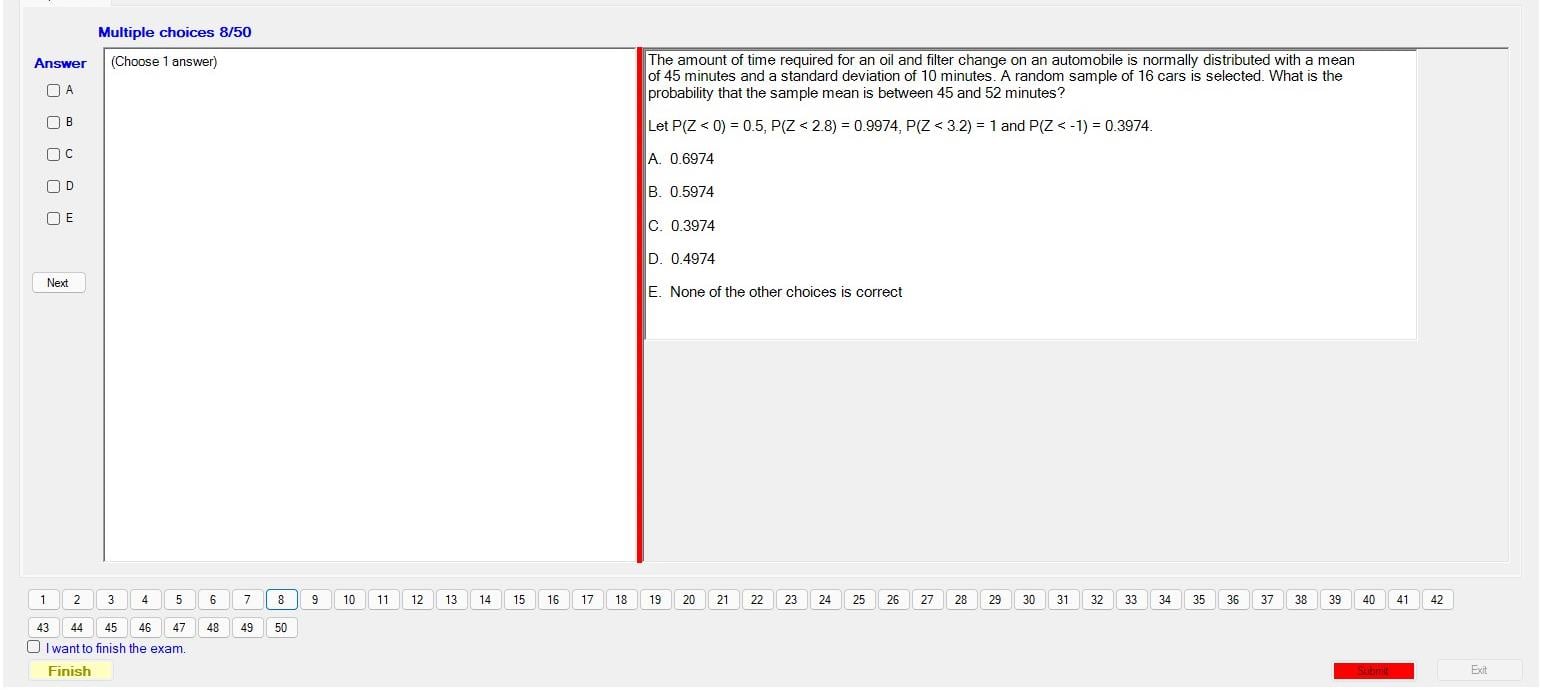 Multiple choices 8/50
Answer
(Choose 1 answer)
A
B
C
D
E
Next
The amount of time required for an oil and filter change on an automobile is normally distributed with a mean
of 45 minutes and a standard deviation of 10 minutes. A random sample of 16 cars is selected. What is the
probability that the sample mean is between 45 and 52 minutes?
Let P(Z < 0) = 0.5, P(Z < 2.8) = 0.9974, P(Z < 3.2) = 1 and P(Z < -1) = 0.3974.
A. 0.6974
B. 0.5974
C. 0.3974
D. 0.4974
E. None of the other choices is correct
1 2 3 4 5 6 7 8 9 10 11 12 13 14 15 16 17 18 19 20 21 22 23 24 25 26 27 28 29 30 31 32 33 34 35 36 37 38 39 40 41 42
43 44 45 46 47 48 49 50
I want to finish the exam.
Finish
Submit
Exit